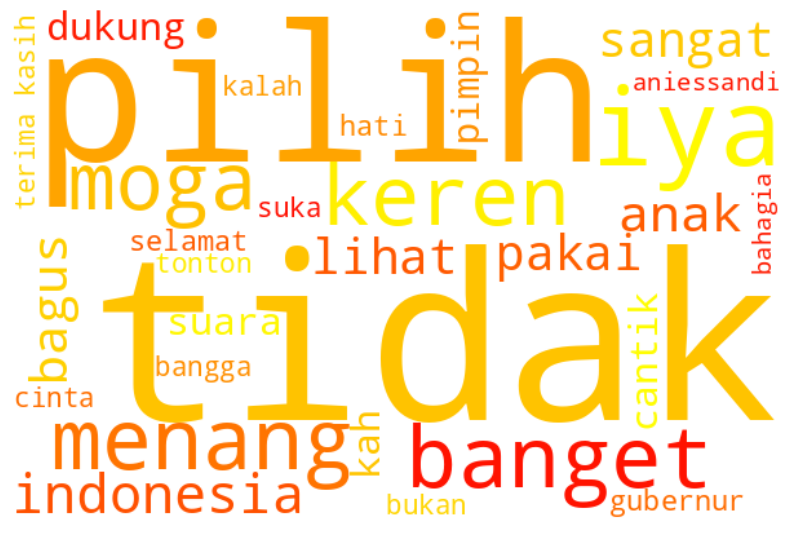 dukung
pilih
terima kasih
kalah
hati
pimpin
sangat
aniessandi
iya
moga
suka
keren
anak
bahagia
selamat
tonton
lihat
pakai
bagus
tidak
suara
cantik
bangga
cinta
menang
kah
banget
indonesia
bukan
gubernur